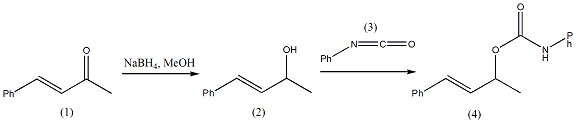 O
Ph
(1)
NaBH4, MeOH
OH
Ph
(2)
(3)
Ph N C O
O
O N
H
Ph
Ph
(4)